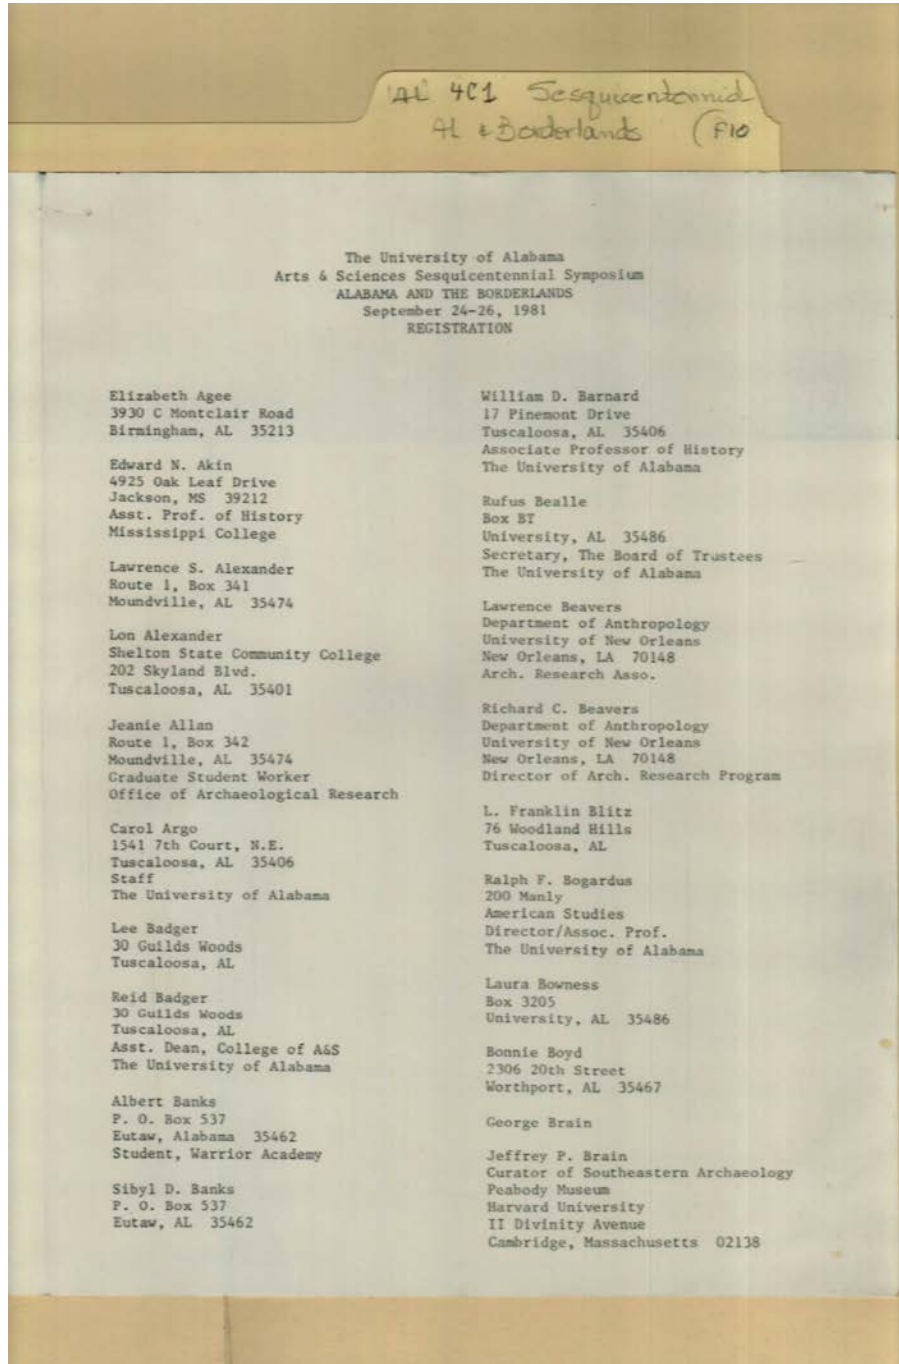 AL 4C1 Sesquicentennial
AL & Borderlands (F10
The University of Alabama
Arts & Sciences Sesquicentennial Symposium
ALABAMA AND THE BORDERLANDS
September 24-26, 1981
REGISTRATION
Elizabeth Agee
3930 C Montclair Road
Birmingham, AL 35213
Edward N. Akin
4925 Oak Leaf Drive
Jackson, MS 39212
Asst. Prof. of History
Mississippi College
Lawrence S. Alexander
Route 1, Box 341
Moundville, AL 35474
Lon Alexander
Shelton State Community College
202 Skyland Blvd.
Tuscaloosa, AL 35401
Jeanie Allan
Route 1, Box 342
Moundville, AL 35474
Graduate Student Worker
Office of Archaeological Research
Carol Argo
1541 7th Court, N.E.
Tuscaloosa, AL 35406
Staff
The University of Alabama
Lee Badger
30 Guilds Woods
Tuscaloosa, AL
Reid Badger
30 Guilds Woods
Tuscaloosa, AL
Asst. Dean, College of A&S
The University of Alabama
Albert Banks
P. O. Box 537
Eutaw, Alabama 35462
Student, Warrior Academy
Sibyl D. Banks
P. O. Box 537
Eutaw, AL 35462
William D. Barnard
17 Pinemont Drive
Tuscaloosa, AL 35406
Associate Professor of History
The University of Alabama
Rufus Bealle
Box BT
University, AL 35486
Secretary, The Board of Trustees
The University of Alabama
Lawrence Beavers
Department of Anthropology
University of New Orleans
New Orleans, LA 70148
Arch. Research Asso.
Richard C. Beavers
Department of Anthropology
University of New Orleans
New Orleans, LA 70148
Director of Arch. Research Program
L. Franklin Blitz
76 Woodland Hills
Tuscaloosa, AL
Ralph F. Bogardus
200 Manly
American Studies
Director/Assoc. Prof.
The University of Alabama
Laura Bowness
Box 3205
University, AL 35486
Bonnie Boyd
2306 20th Street
Worthport, AL 35467
George Brain
Jeffrey P. Brain
Curator of Southeastern Archaeology
Peabody Museum
Harvard University
II Divinity Avenue
Cambridge, Massachusetts 02138